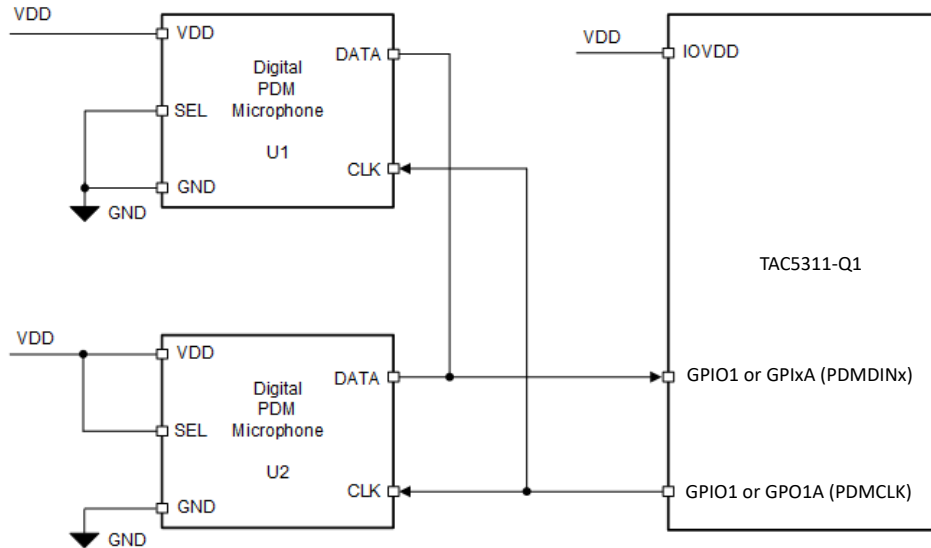 VDD
VDD
DATA
Digital
PDM
Microphone
SEL
U1
CLK
GND
GND
VDD
IOVDD
TAC5311-Q1
VDD
VDD
DATA
Digital
PDM
Microphone
SEL
U2
CLK
GND
GND
GPIO1 or GPIxA (PDMDINx)
GPIO1 or GPO1A (PDMCLK)